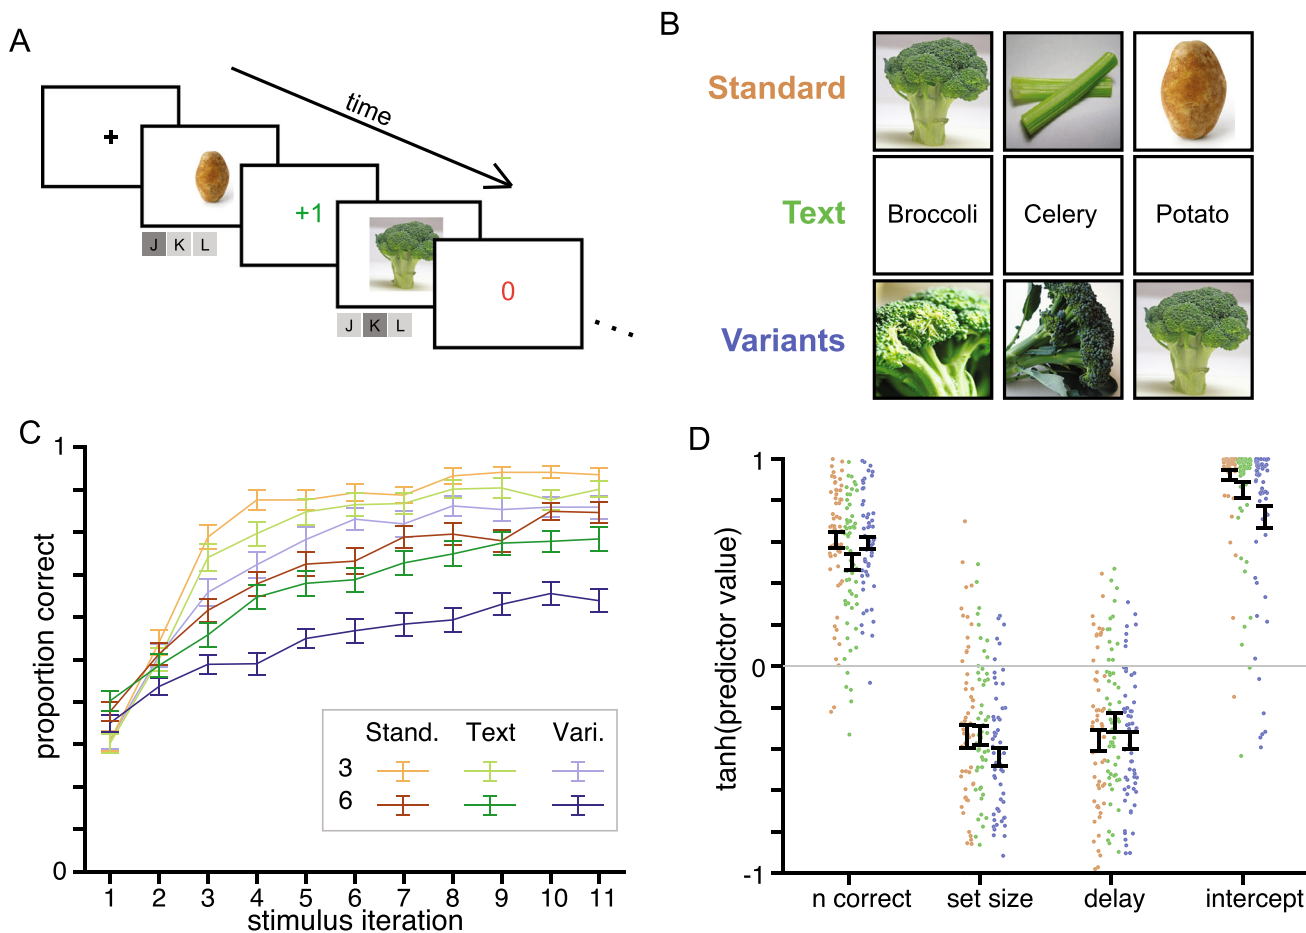 A
time
+
+1
0
J K L
J K L
B
Standard
Text
Broccoli
Celery
Potato
Variants
C
1
proportion correct
0
Stand. Text Vari.
3
6
1 2 3 4 5 6 7 8 9 10 11
stimulus iteration
D
1
tanh(predictor value)
0
-1
n correct set size delay intercept